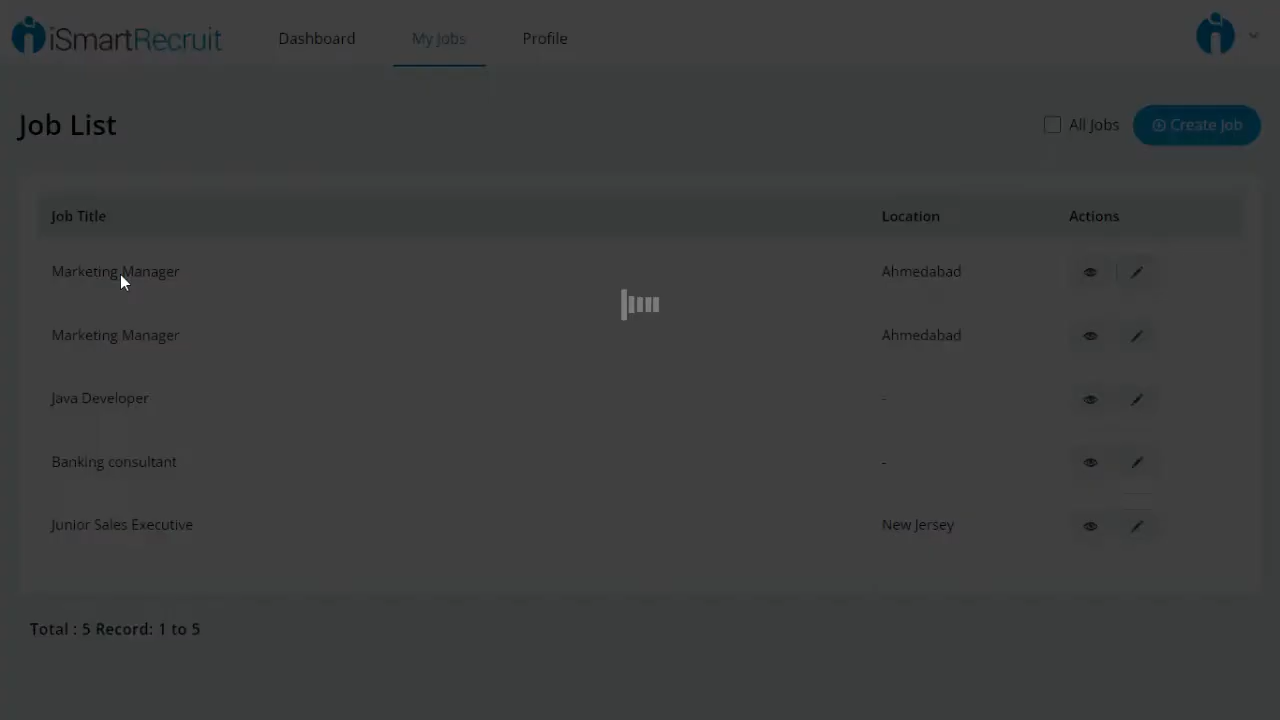 iSmartRecruit Dashboard My Jobs Profile
Job List All Jobs Create Job
Job Title Location Actions
Marketing Manager Ahmedabad
Marketing Manager Ahmedabad
Java Developer -
Banking consultant -
Junior Sales Executive New Jersey
Total : 5 Record: 1 to 5